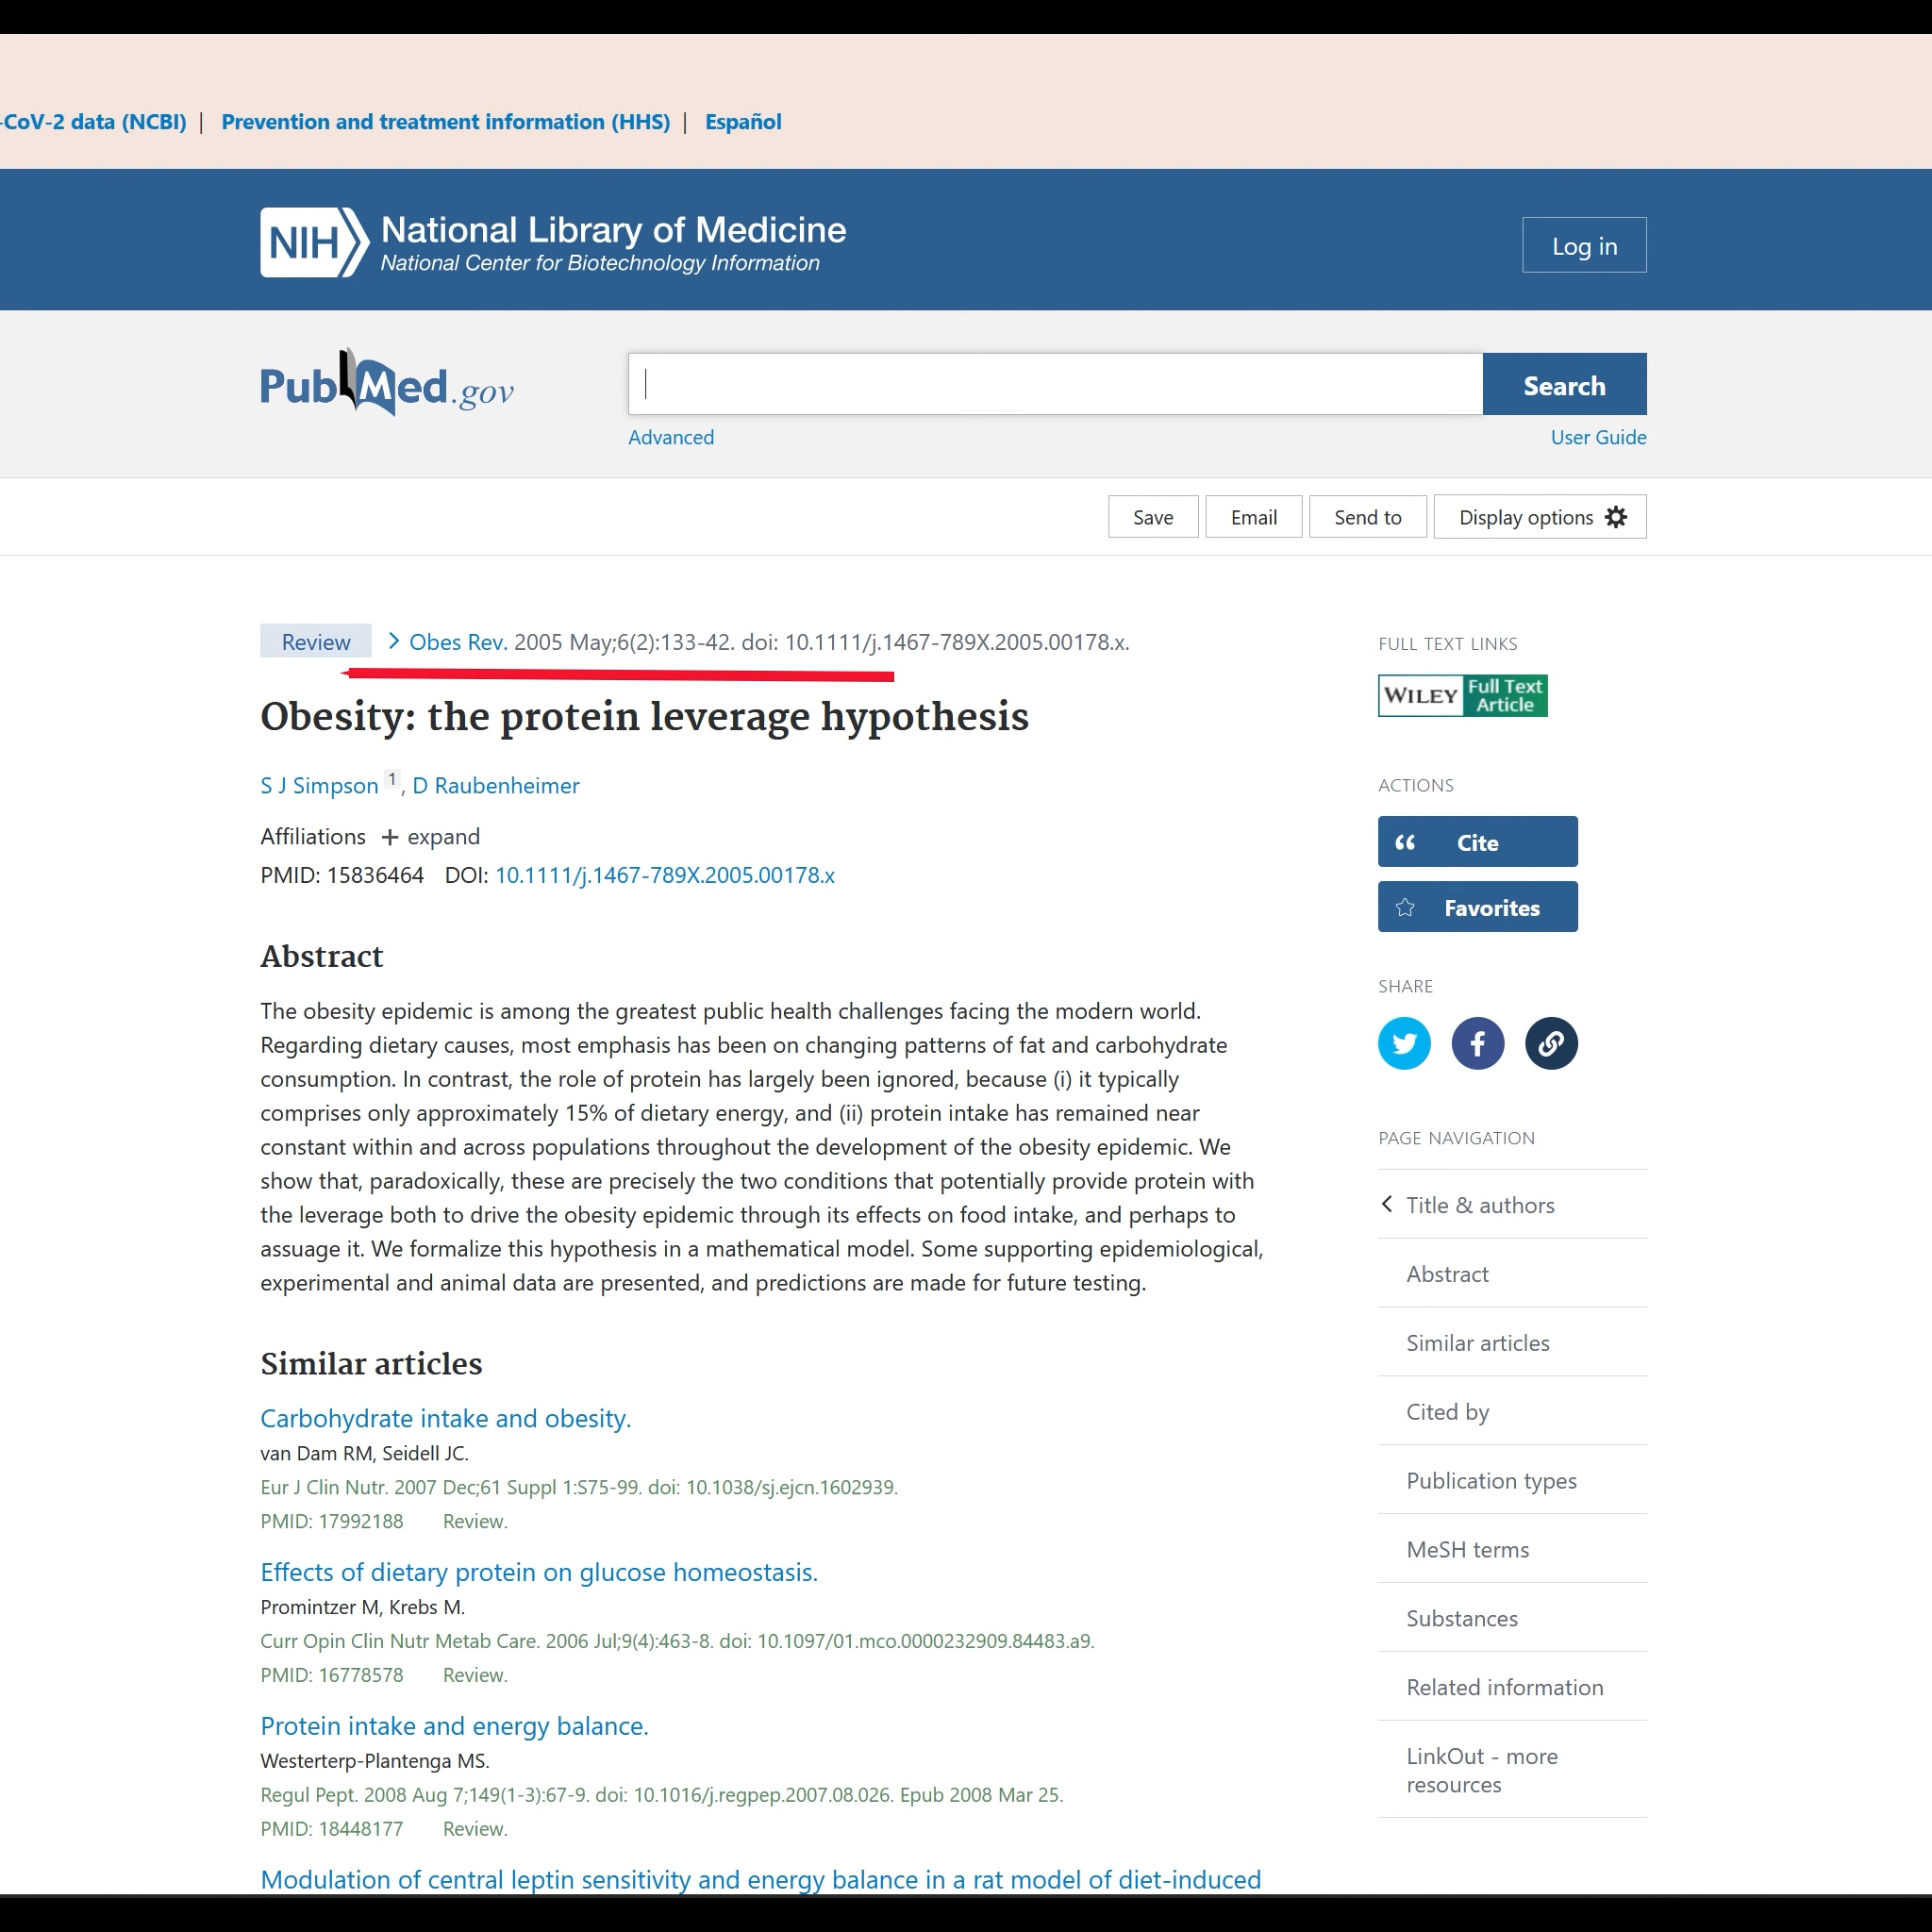 -CoV-2 data (NCBI) | Prevention and treatment information (HHS) | Español
NIH National Library of Medicine
National Center for Biotechnology Information
Log in
PubMed.gov
Search
Advanced
User Guide
Save
Email
Send to
Display options
Review > Obes Rev. 2005 May;6(2):133-42. doi: 10.1111/j.1467-789X.2005.00178.x.
Obesity: the protein leverage hypothesis
S J Simpson 1, D Raubenheimer
Affiliations + expand
PMID: 15836464 DOI: 10.1111/j.1467-789X.2005.00178.x
Abstract
The obesity epidemic is among the greatest public health challenges facing the modern world.
Regarding dietary causes, most emphasis has been on changing patterns of fat and carbohydrate
consumption. In contrast, the role of protein has largely been ignored, because (i) it typically
comprises only approximately 15% of dietary energy, and (ii) protein intake has remained near
constant within and across populations throughout the development of the obesity epidemic. We
show that, paradoxically, these are precisely the two conditions that potentially provide protein with
the leverage both to drive the obesity epidemic through its effects on food intake, and perhaps to
assuage it. We formalize this hypothesis in a mathematical model. Some supporting epidemiological,
experimental and animal data are presented, and predictions are made for future testing.
Similar articles
Carbohydrate intake and obesity.
van Dam RM, Seidell JC.
Eur J Clin Nutr. 2007 Dec;61 Suppl 1:S75-99. doi: 10.1038/sj.ejcn.1602939.
PMID: 17992188 Review.
Effects of dietary protein on glucose homeostasis.
Promintzer M, Krebs M.
Curr Opin Clin Nutr Metab Care. 2006 Jul;9(4):463-8. doi: 10.1097/01.mco.0000232909.84483.a9.
PMID: 16778578 Review.
Protein intake and energy balance.
Westerterp-Plantenga MS.
Regul Pept. 2008 Aug 7;149(1-3):67-9. doi: 10.1016/j.regpep.2007.08.026. Epub 2008 Mar 25.
PMID: 18448177 Review.
Modulation of central leptin sensitivity and energy balance in a rat model of diet-induced
FULL TEXT LINKS
WILEY Full Text
Article
ACTIONS
Cite
Favorites
SHARE
PAGE NAVIGATION
Title & authors
Abstract
Similar articles
Cited by
Publication types
MeSH terms
Substances
Related information
LinkOut - more
resources